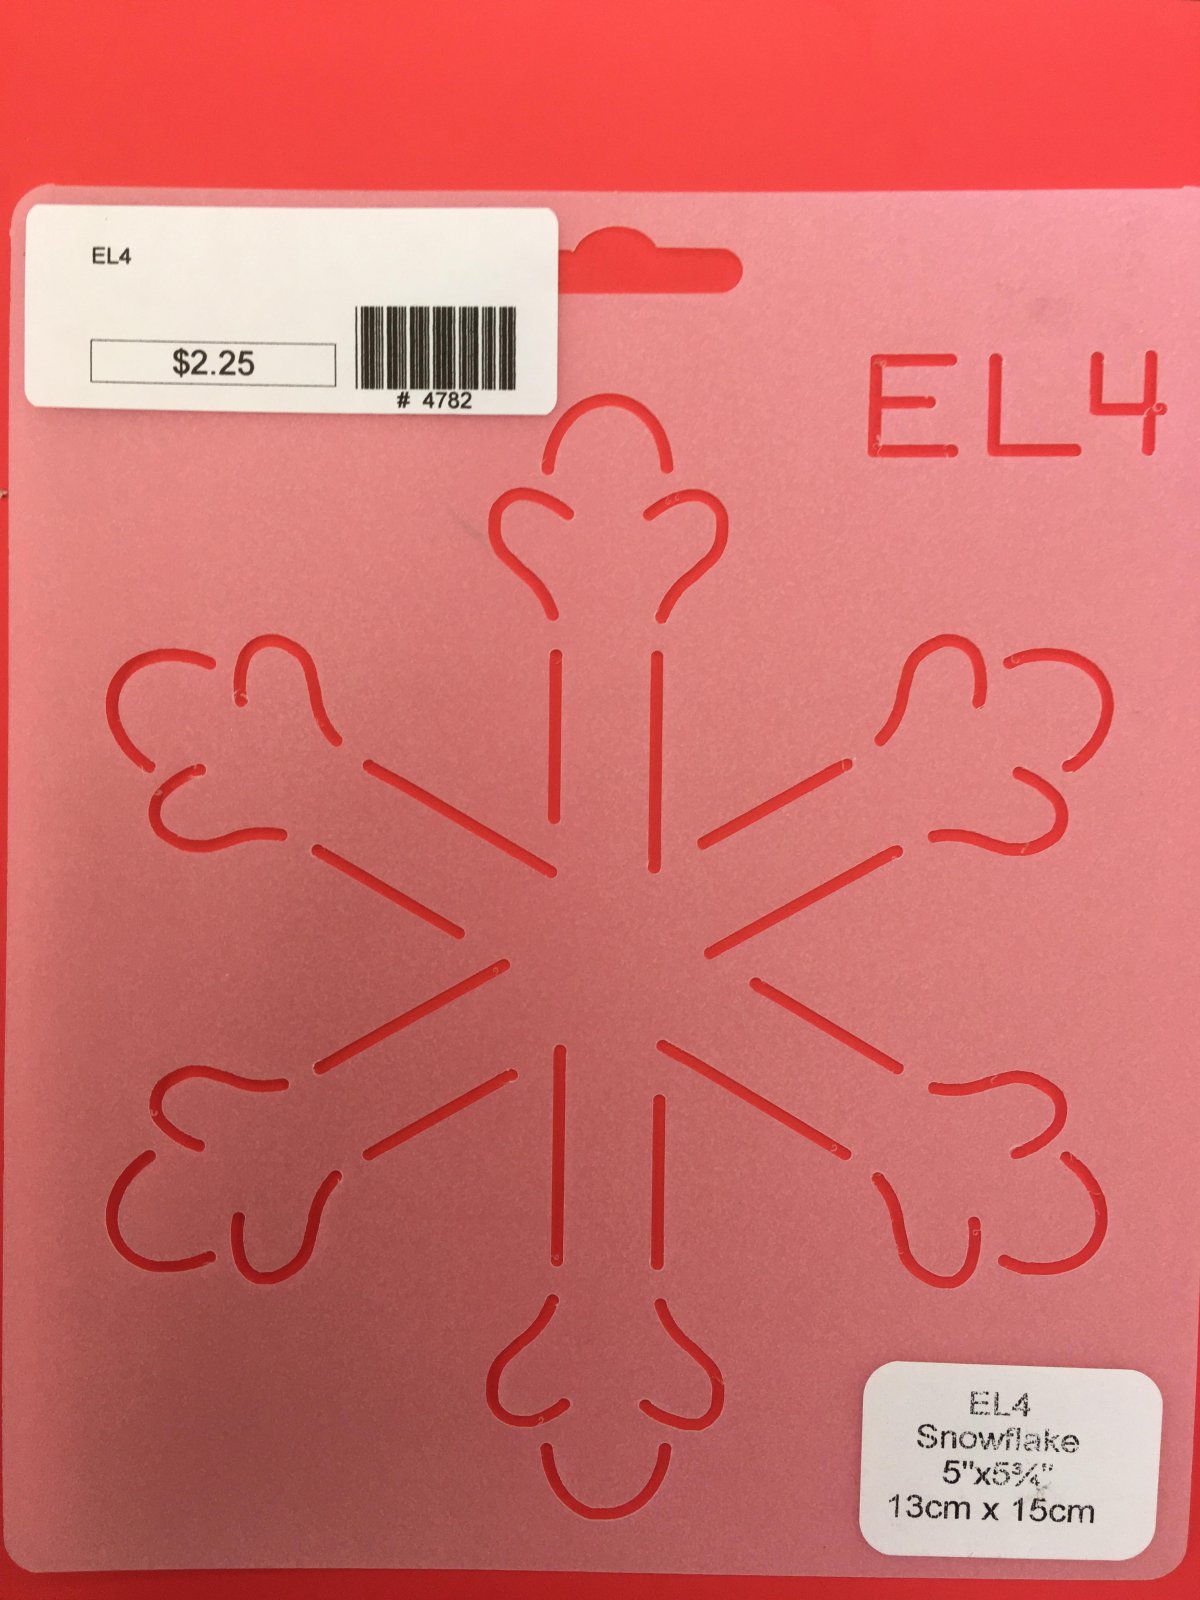 EL4
$2.25
# 4782
EL4
EL4
Snowflake
5"x5¾"
13cm x 15cm